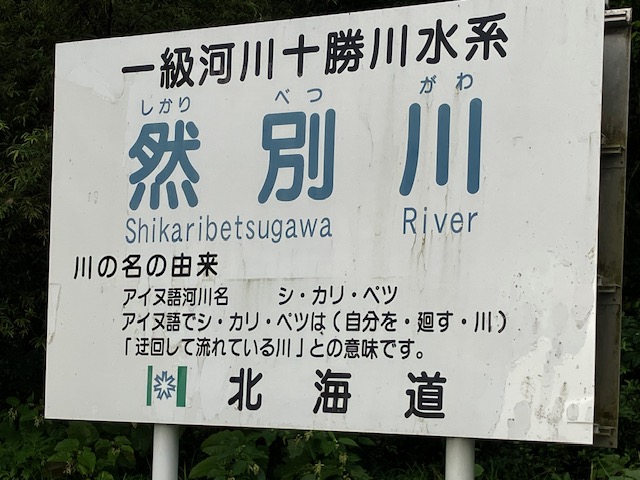 一級河川十勝川水系
しかり べつ がわ
然別川
Shikaribetsugawa River
川の名の由来
アイヌ語河川名 シ・カリ・ペツ
アイヌ語でシ・カリ・ペツは(自分を・廻す・川)
「迂回して流れている川」との意味です。
北海道